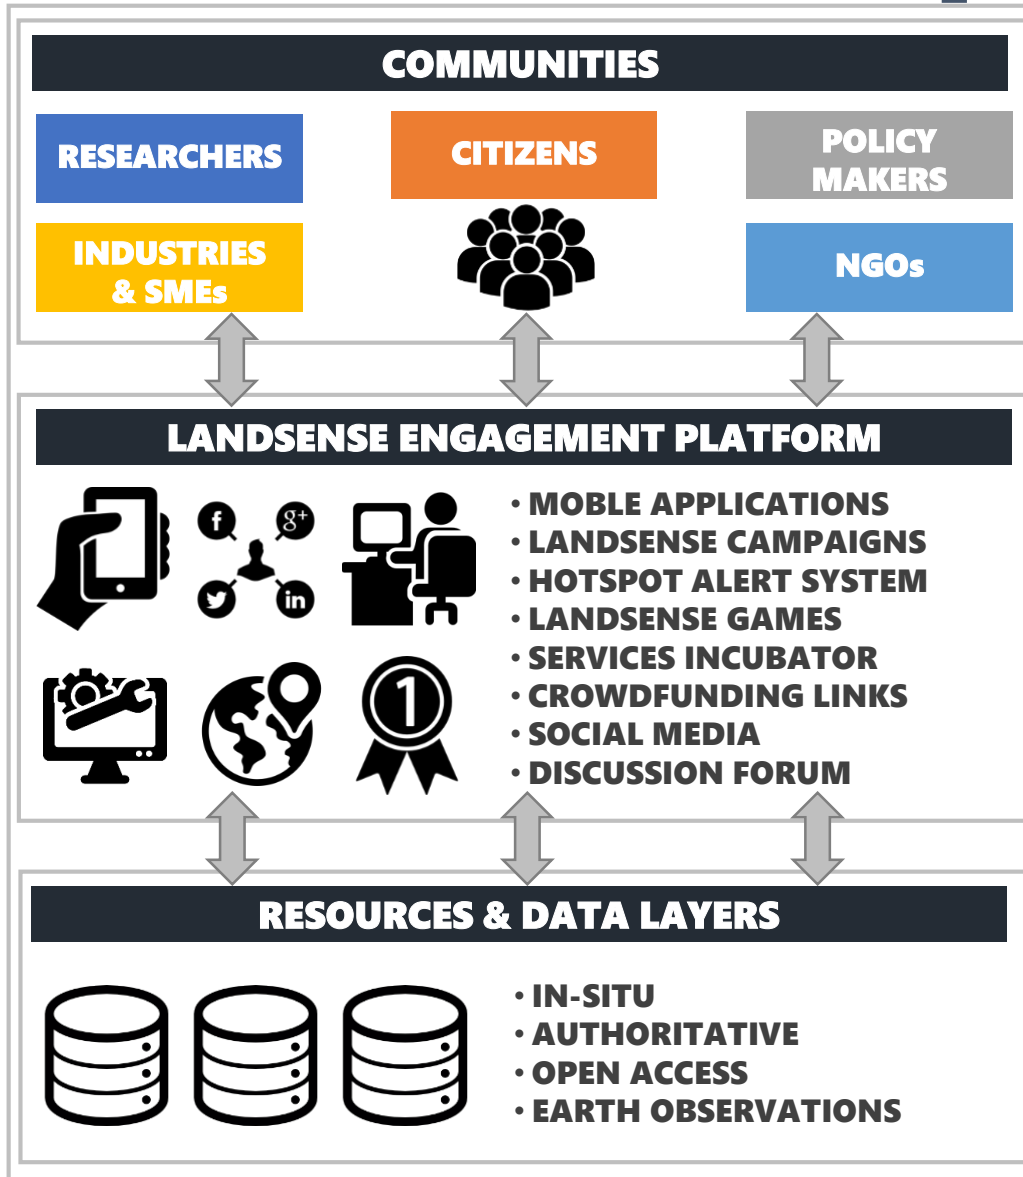 COMMUNITIES
RESEARCHERS
CITIZENS
POLICY
MAKERS
INDUSTRIES
& SMEs
NGOs
LANDSENSE ENGAGEMENT PLATFORM
f
g+
in
1
• MOBLE APPLICATIONS
• LANDSENSE CAMPAIGNS
• HOTSPOT ALERT SYSTEM
• LANDSENSE GAMES
• SERVICES INCUBATOR
• CROWDFUNDING LINKS
• SOCIAL MEDIA
• DISCUSSION FORUM
RESOURCES & DATA LAYERS
• IN-SITU
• AUTHORITATIVE
• OPEN ACCESS
• EARTH OBSERVATIONS